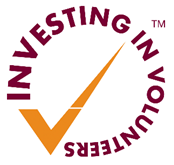 INVESTING IN VOLUNTEERS
TM